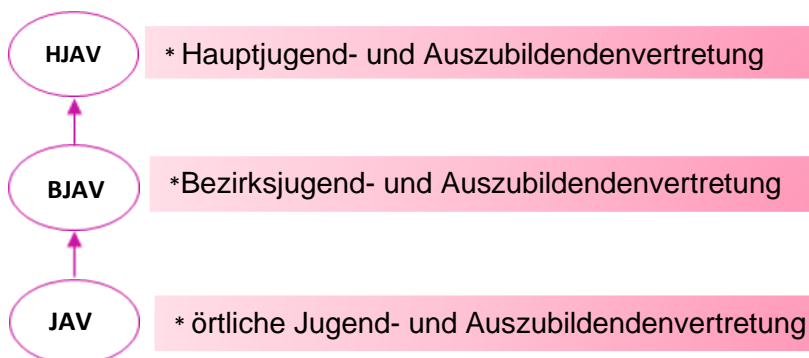 HJAV * Hauptjugend- und Auszubildendenvertretung
BJAV *Bezirksjugend- und Auszubildendenvertretung
JAV * örtliche Jugend- und Auszubildendenvertretung